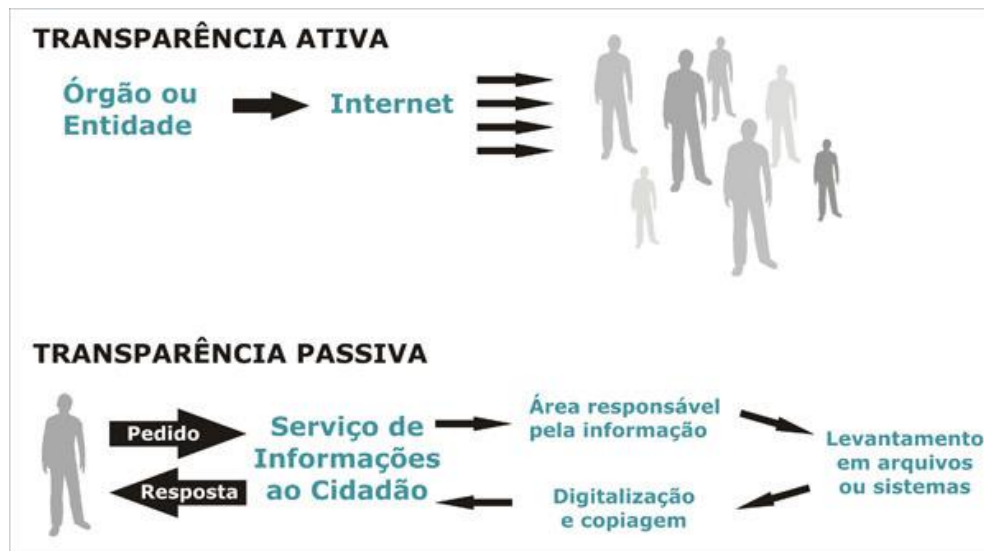 TRANSPARÊNCIA ATIVA
Órgão ou
Entidade
Internet
TRANSPARÊNCIA PASSIVA
Pedido
Resposta
Serviço de
Informações
ao Cidadão
Área responsável
pela informação
Levantamento
em arquivos
ou sistemas
Digitalização
e copiagem